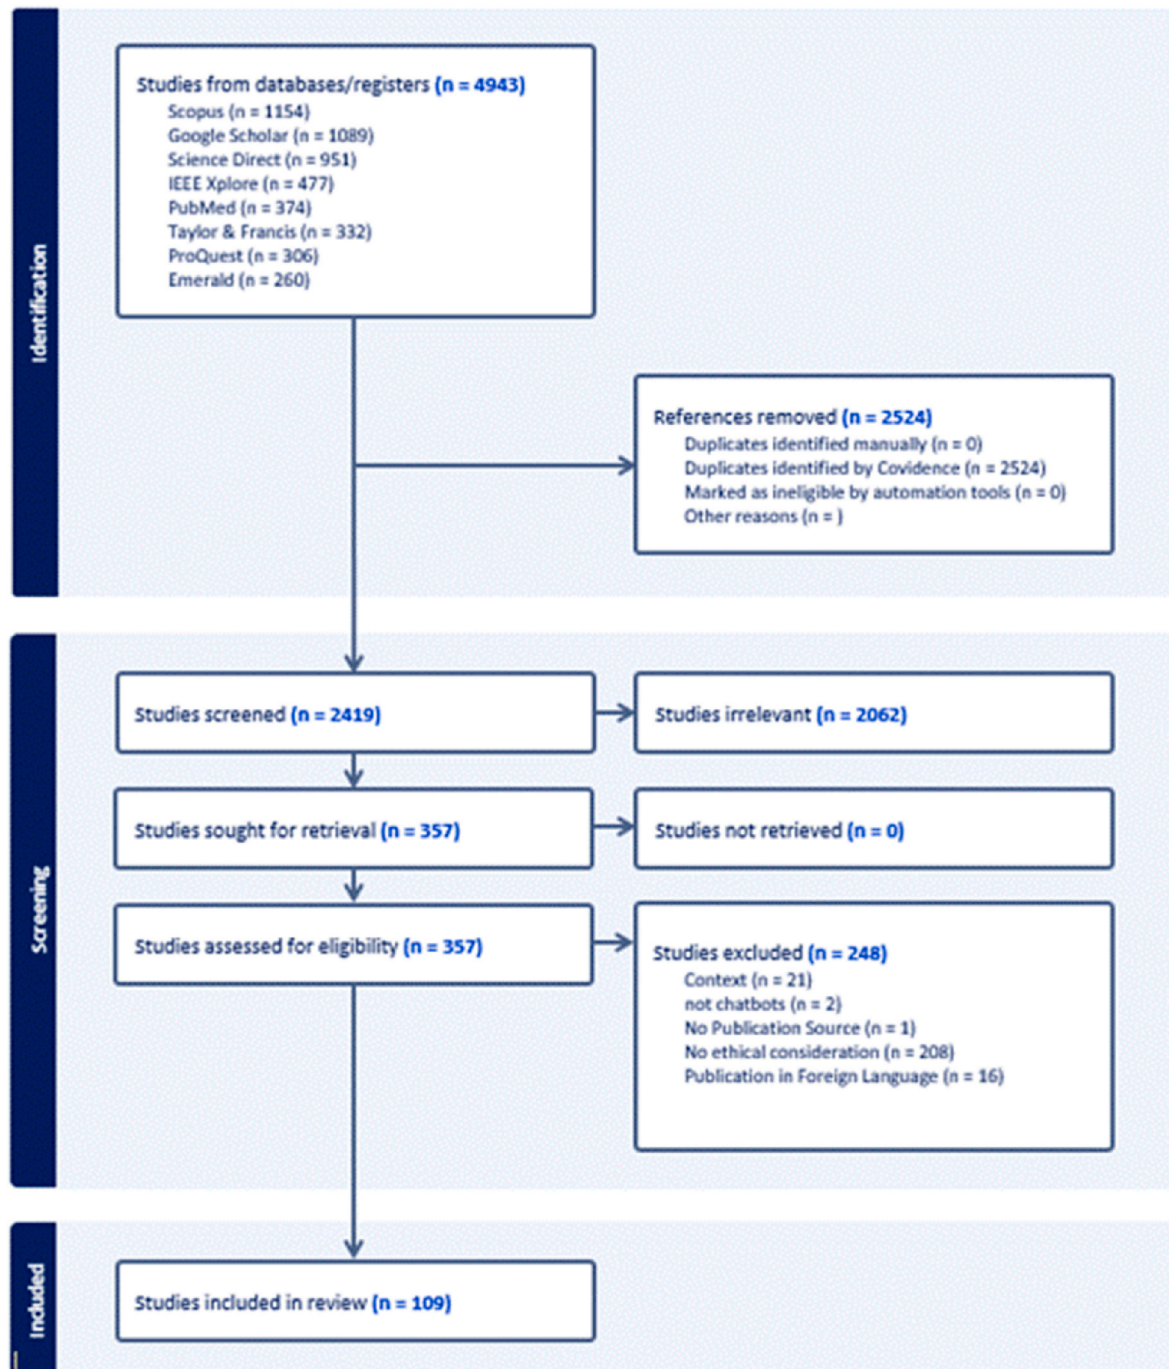 Identification
Studies from databases/registers (n = 4943)
Scopus (n = 1154)
Google Scholar (n = 1089)
Science Direct (n = 951)
IEEE Xplore (n = 477)
PubMed (n = 374)
Taylor & Francis (n = 332)
ProQuest (n = 306)
Emerald (n = 260)
References removed (n = 2524)
Duplicates identified manually (n = 0)
Duplicates identified by Covidence (n = 2524)
Marked as ineligible by automation tools (n = 0)
Other reasons (n = )
Screening
Studies screened (n = 2419)
Studies irrelevant (n = 2062)
Studies sought for retrieval (n = 357)
Studies not retrieved (n = 0)
Studies assessed for eligibility (n = 357)
Studies excluded (n = 248)
Context (n = 21)
not chatbots (n = 2)
No Publication Source (n = 1)
No ethical consideration (n = 208)
Publication in Foreign Language (n = 16)
Included
Studies included in review (n = 109)